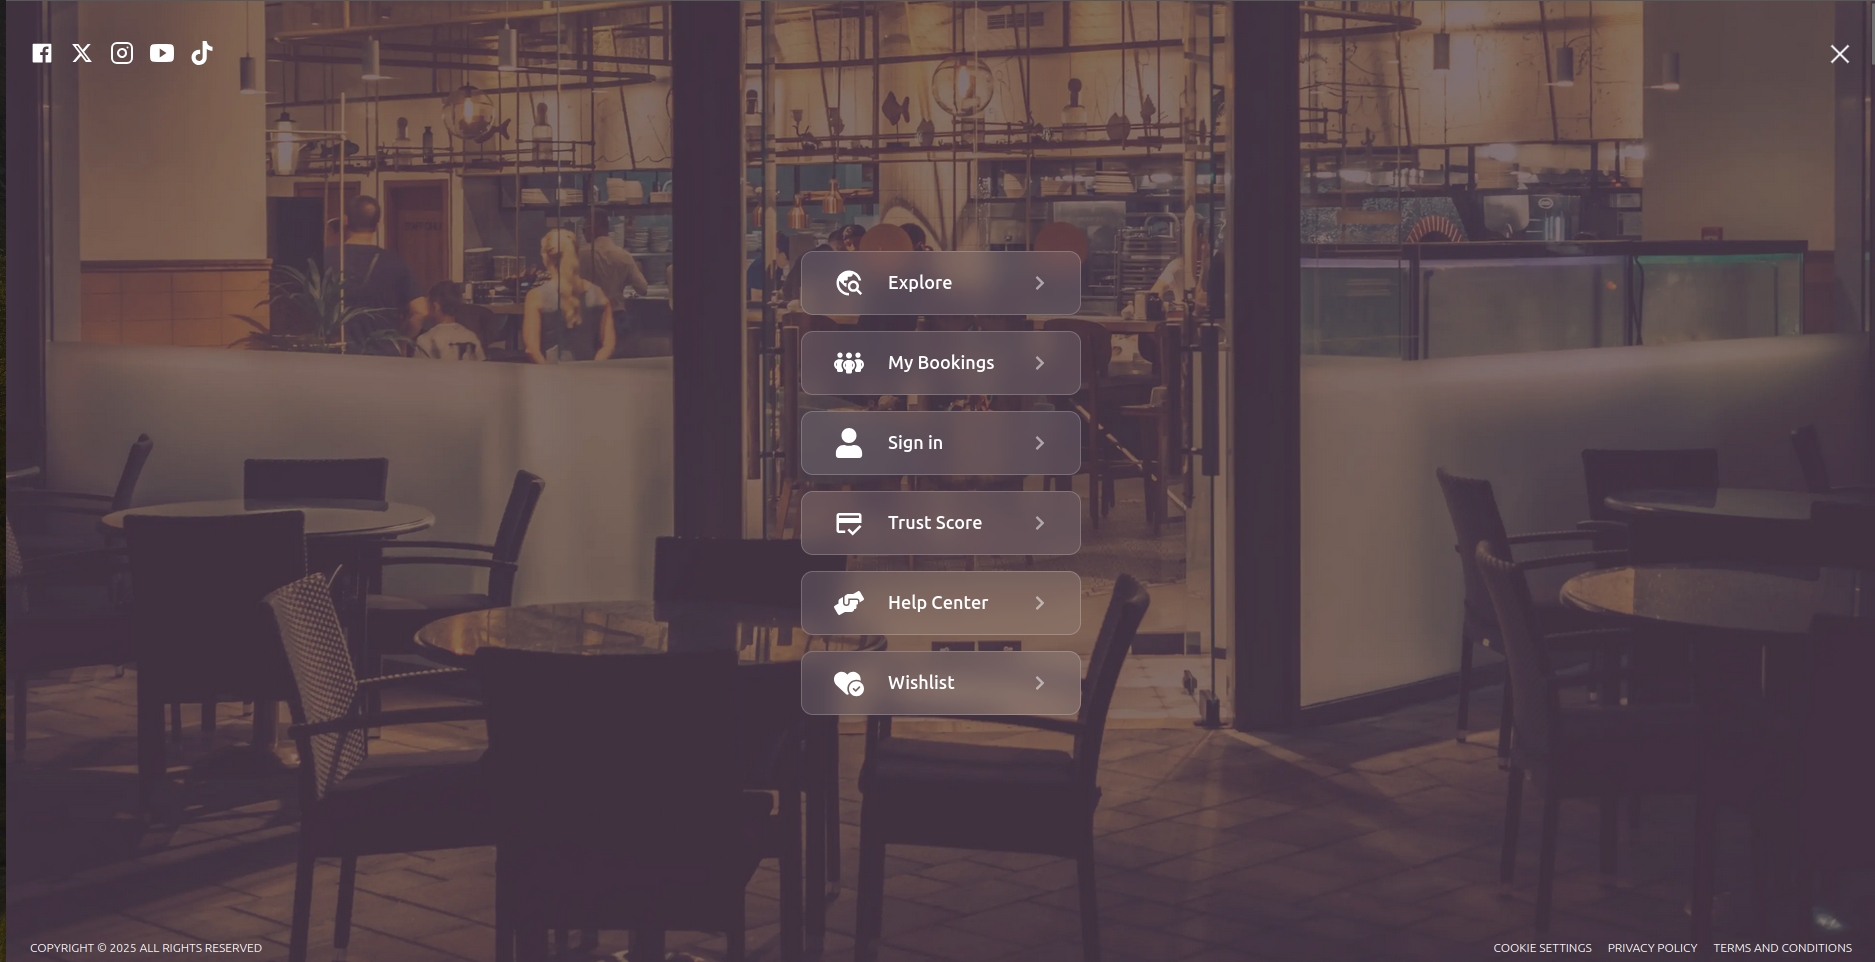 Explore
My Bookings
Sign in
Trust Score
Help Center
Wishlist
COPYRIGHT © 2025 ALL RIGHTS RESERVED
COOKIE SETTINGS PRIVACY POLICY TERMS AND CONDITIONS